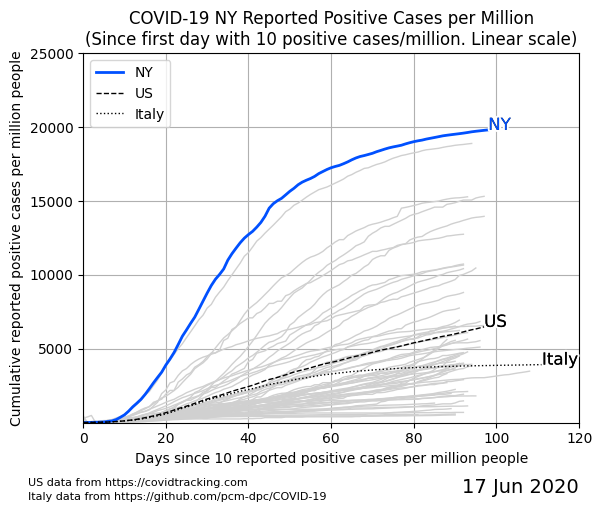 COVID-19 NY Reported Positive Cases per Million
(Since first day with 10 positive cases/million. Linear scale)
Cumulative reported positive cases per million people
25000
20000
15000
10000
5000
NY
US
Italy
NY
US
Italy
0
20
40
60
80
100
120
Days since 10 reported positive cases per million people
US data from https://covidtracking.com
Italy data from https://github.com/pcm-dpc/COVID-19
17 Jun 2020